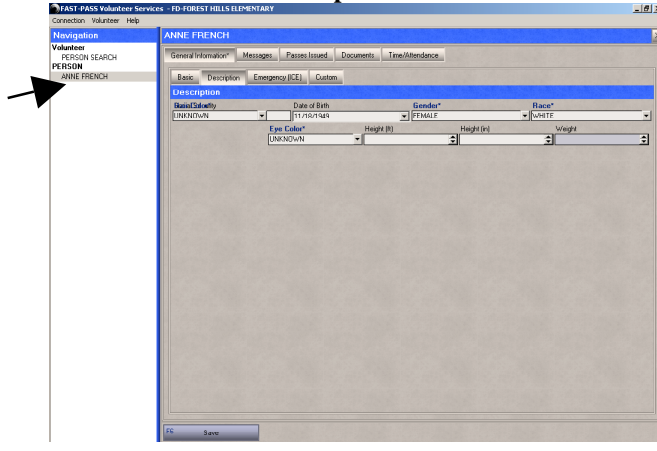 FAST-PASS Volunteer Services - FD-FOREST HILLS ELEMENTARY
Connection Volunteer Help
Navigation
Volunteer
PERSON SEARCH
PERSON
ANNE FRENCH
ANNE FRENCH
General Information* Messages Passes Issued Documents Time/Attendance
Basic Description Emergency (ICE) Custom
Description
Date of Birth Gender* Race*
UNKNOWN 11/18/1949 FEMALE WHITE
Eye Color* Height (ft) Height (in) Weight
UNKNOWN
F6 Save